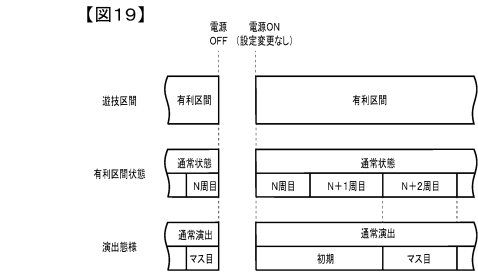 【図19】
電源
OFF
電源ON
(設定変更なし)
遊技区間
有利区間
有利区間
有利区間状態
通常状態
通常状態
N周目
N周目
N+1周目
N+2周目
演出態様
通常演出
通常演出
マス目
初期
マス目